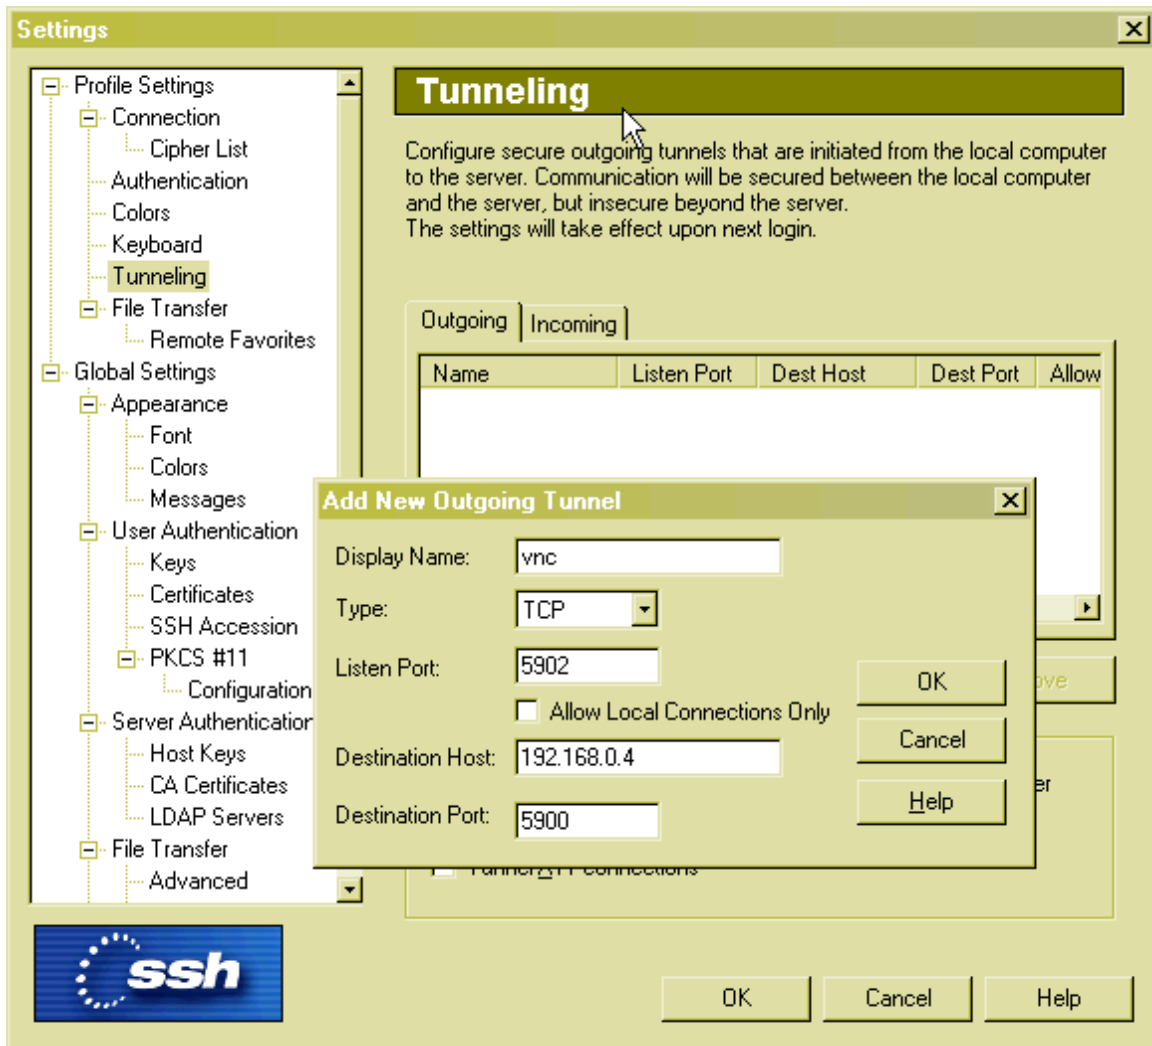 Settings
Profile Settings
Connection
Cipher List
Authentication
Colors
Keyboard
Tunneling
File Transfer
Remote Favorites
Global Settings
Appearance
Font
Colors
Messages
User Authentication
Keys
Certificates
SSH Accession
PKCS #11
Configuration
Server Authentication
Host Keys
CA Certificates
LDAP Servers
File Transfer
Advanced
ssh
Tunneling
Configure secure outgoing tunnels that are initiated from the local computer
to the server. Communication will be secured between the local computer
and the server, but insecure beyond the server.
The settings will take effect upon next login.
Outgoing Incoming
Name Listen Port Dest Host Dest Port Allow
Add New Outgoing Tunnel
Display Name: vnc
Type: TCP
Listen Port: 5902
Allow Local Connections Only
Destination Host: 192.168.0.4
Destination Port: 5900
OK
Cancel
Help
OK Cancel Help